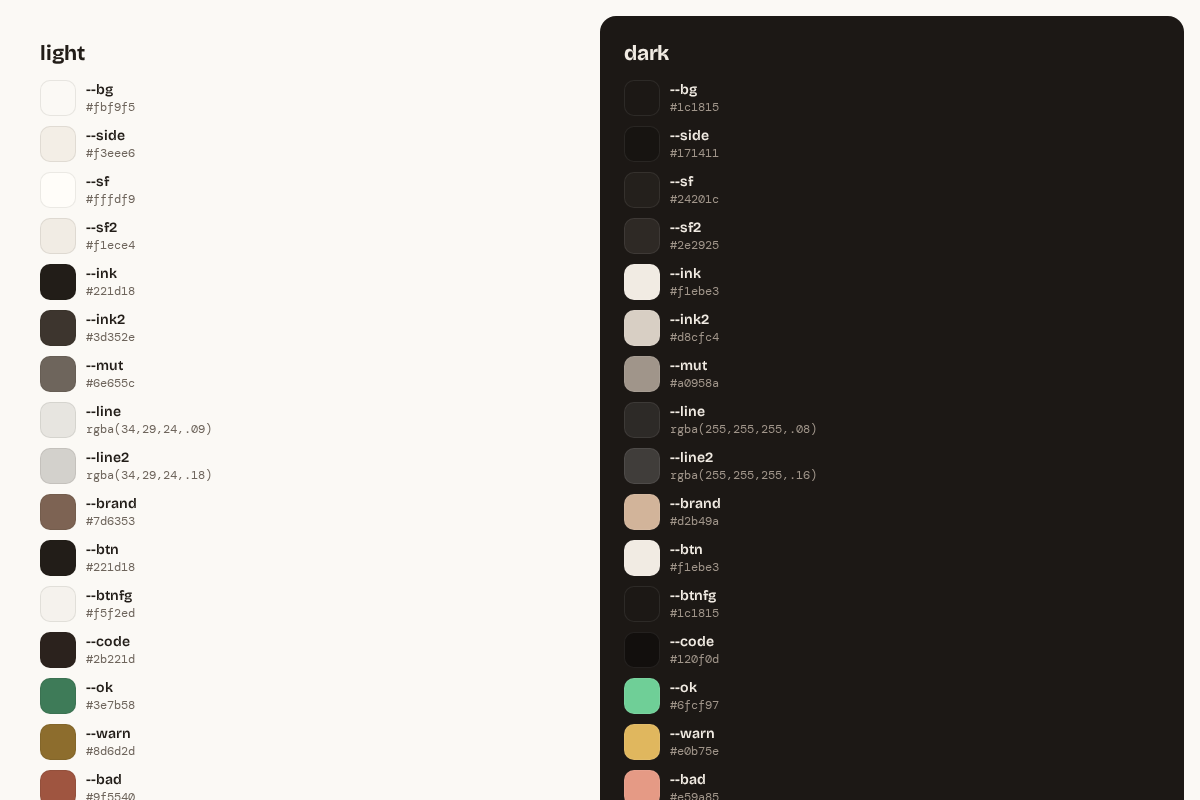 light
--bg
#fbf9f5
--side
#f3eee6
--sf
#fffdf9
--sf2
#f1ece4
--ink
#221d18
--ink2
#3d352e
--mut
#6e655c
--line
rgba(34,29,24,.09)
--line2
rgba(34,29,24,.18)
--brand
#7d6353
--btn
#221d18
--btnfg
#f5f2ed
--code
#2b221d
--ok
#3e7b58
--warn
#8d6d2d
--bad
#9f5540
dark
--bg
#1c1815
--side
#171411
--sf
#24201c
--sf2
#2e2925
--ink
#f1ebe3
--ink2
#d8cfc4
--mut
#a0958a
--line
rgba(255,255,255,.08)
--line2
rgba(255,255,255,.16)
--brand
#d2b49a
--btn
#f1ebe3
--btnfg
#1c1815
--code
#120f0d
--ok
#6fcf97
--warn
#e0b75e
--bad
#e59a85